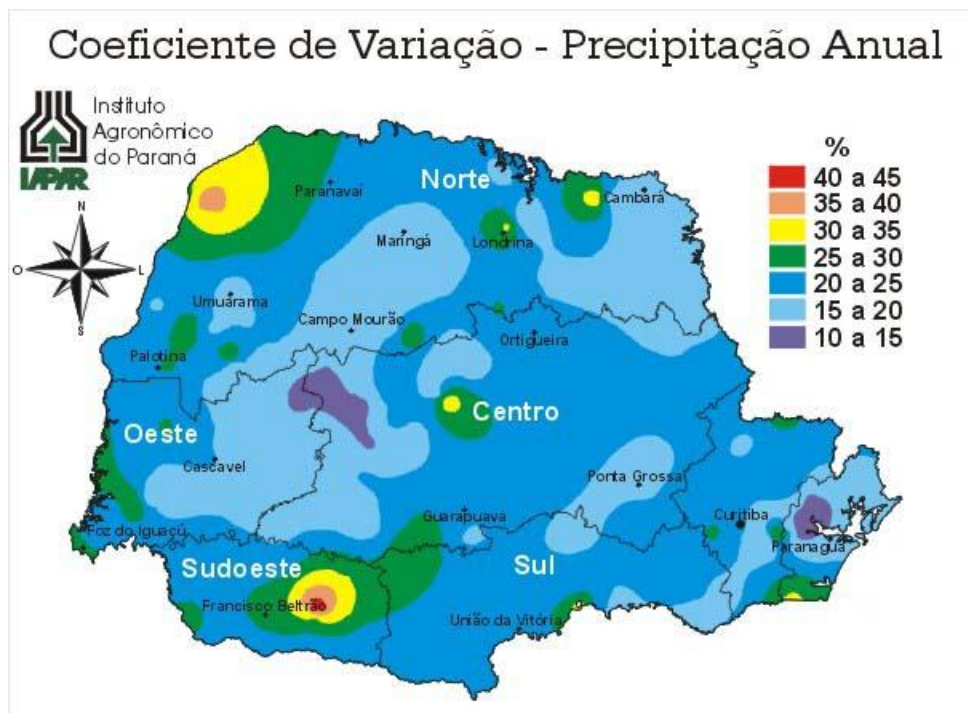 Coeficiente de Variação - Precipitação Anual
Instituto
Agronômico
do Paraná
IAPAR
N
O
L
S
%
40 a 45
35 a 40
30 a 35
25 a 30
20 a 25
15 a 20
10 a 15
Norte
Paranavaí
Cambará
Maringá
Londrina
Umuarama
Campo Mourão
Ortigueira
Palotina
Centro
Oeste
Cascavel
Ponta Grossa
Guarapuava
Curitiba
Foz do Iguaçú
Paranaguá
Sudoeste
Sul
Francisco Beltrão
União da Vitória